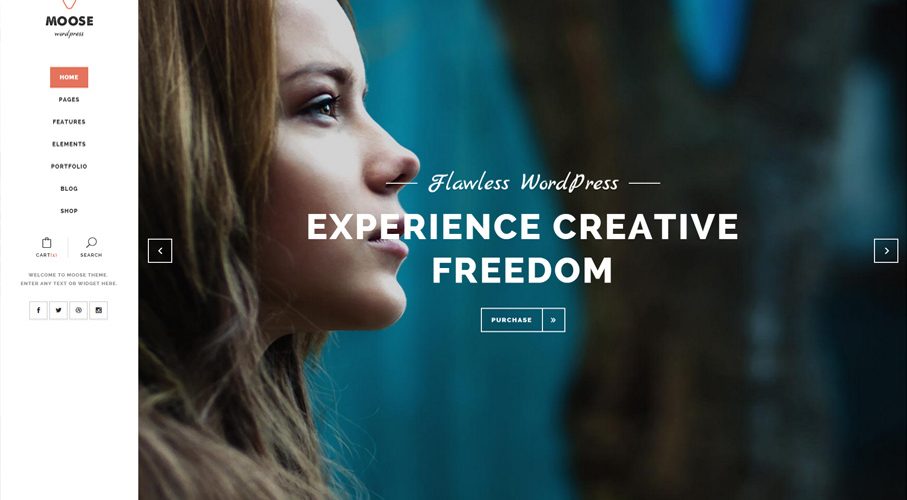 MOOSE
wordpress
HOME
PAGES
FEATURES
ELEMENTS
PORTFOLIO
BLOG
SHOP
CART(1)
SEARCH
WELCOME TO MOOSE THEME.
ENTER ANY TEXT OR WIDGET HERE.
Flawless WordPress
EXPERIENCE CREATIVE
FREEDOM
PURCHASE